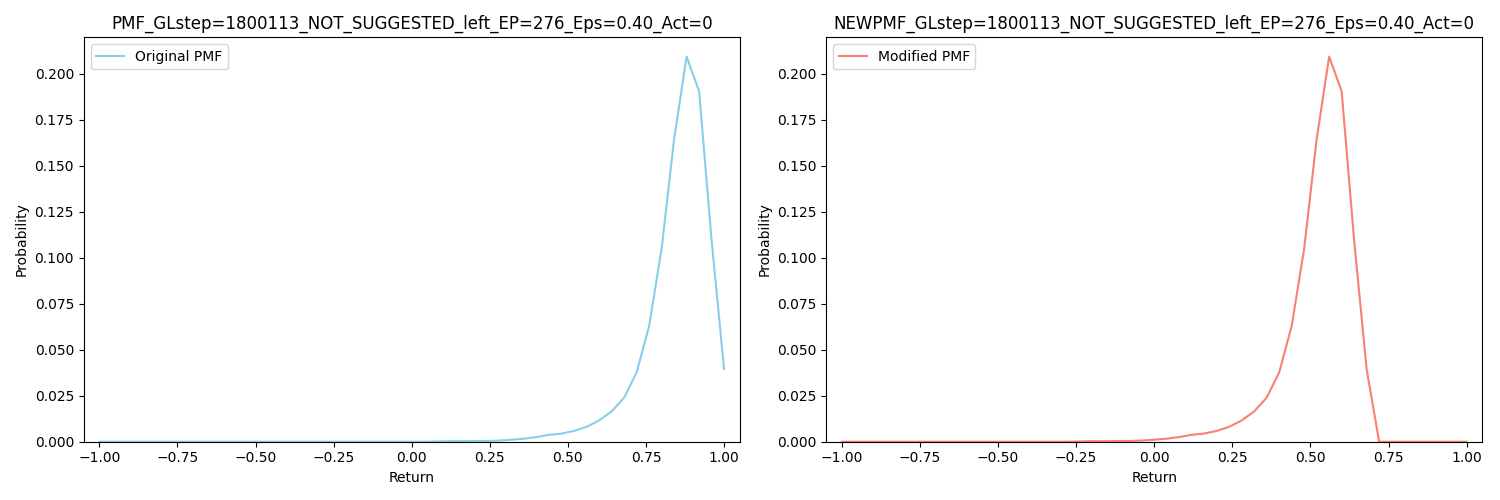 PMF_GLstep=1800113_NOT_SUGGESTED_left_EP=276_Eps=0.40_Act=0
Original PMF
0.200
0.175
0.150
0.125
0.100
0.075
0.050
0.025
0.000
Probability
−1.00 −0.75 −0.50 −0.25 0.00 0.25 0.50 0.75 1.00
Return
NEWPMF_GLstep=1800113_NOT_SUGGESTED_left_EP=276_Eps=0.40_Act=0
Modified PMF
0.200
0.175
0.150
0.125
0.100
0.075
0.050
0.025
0.000
Probability
−1.00 −0.75 −0.50 −0.25 0.00 0.25 0.50 0.75 1.00
Return